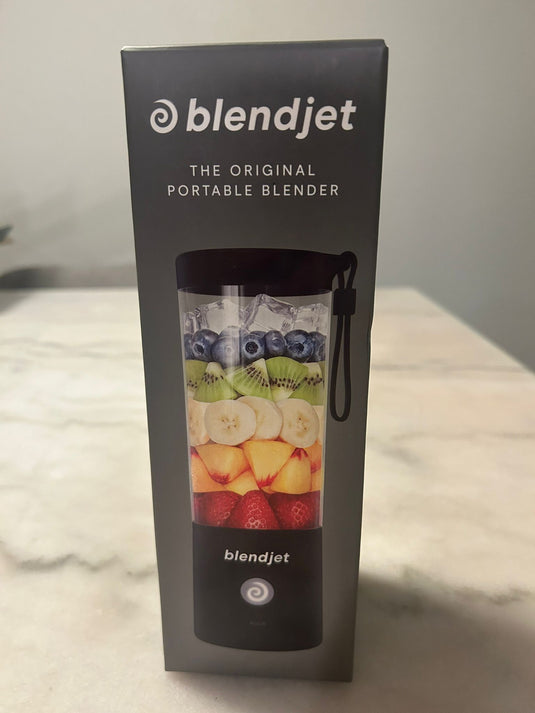 blendjet
THE ORIGINAL
PORTABLE BLENDER
blendjet